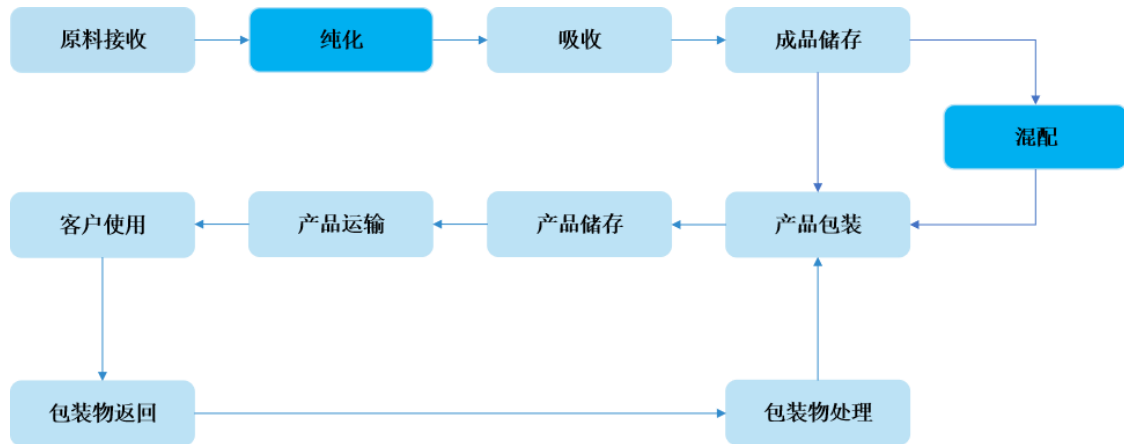 原料接收
纯化
吸收
成品储存
混配
客户使用
产品运输
产品储存
产品包装
包装物返回
包装物处理